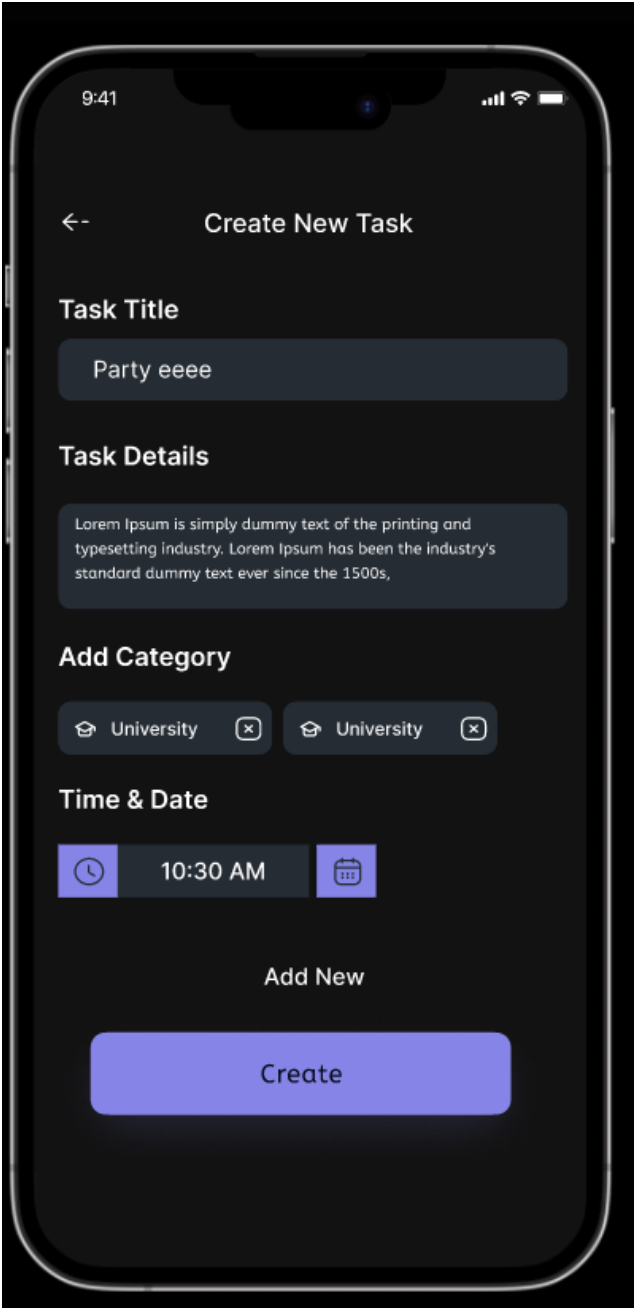 9:41
Create New Task
Task Title
Party eeee
Task Details
Lorem Ipsum is simply dummy text of the printing and
typesetting industry. Lorem Ipsum has been the industry's
standard dummy text ever since the 1500s,
Add Category
University University
Time & Date
10:30 AM
Add New
Create